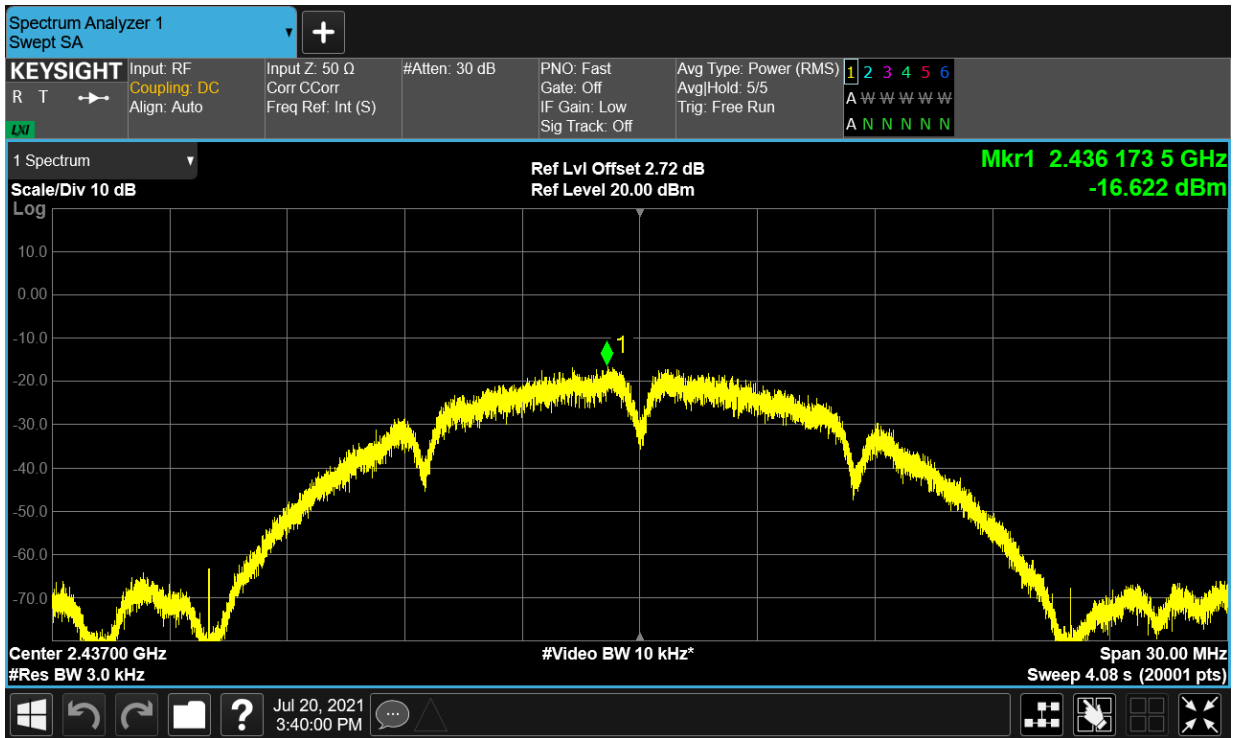 Spectrum Analyzer 1
Swept SA
KEYSIGHT
R T
LXI
Input: RF
Coupling: DC
Align: Auto
Input Z: 50 Ω
Corr CCorr
Freq Ref: Int (S)
#Atten: 30 dB
PNO: Fast
Gate: Off
IF Gain: Low
Sig Track: Off
Avg Type: Power (RMS)
Avg|Hold: 5/5
Trig: Free Run
1 2 3 4 5 6
A W W W W W
A N N N N N
1 Spectrum
Scale/Div 10 dB
Log
Ref Lvl Offset 2.72 dB
Ref Level 20.00 dBm
Mkr1 2.436 173 5 GHz
-16.622 dBm
10.0
0.00
-10.0
1
-20.0
-30.0
-40.0
-50.0
-60.0
-70.0
Center 2.43700 GHz
#Res BW 3.0 kHz
#Video BW 10 kHz*
Span 30.00 MHz
Sweep 4.08 s (20001 pts)
?
Jul 20, 2021
3:40:00 PM